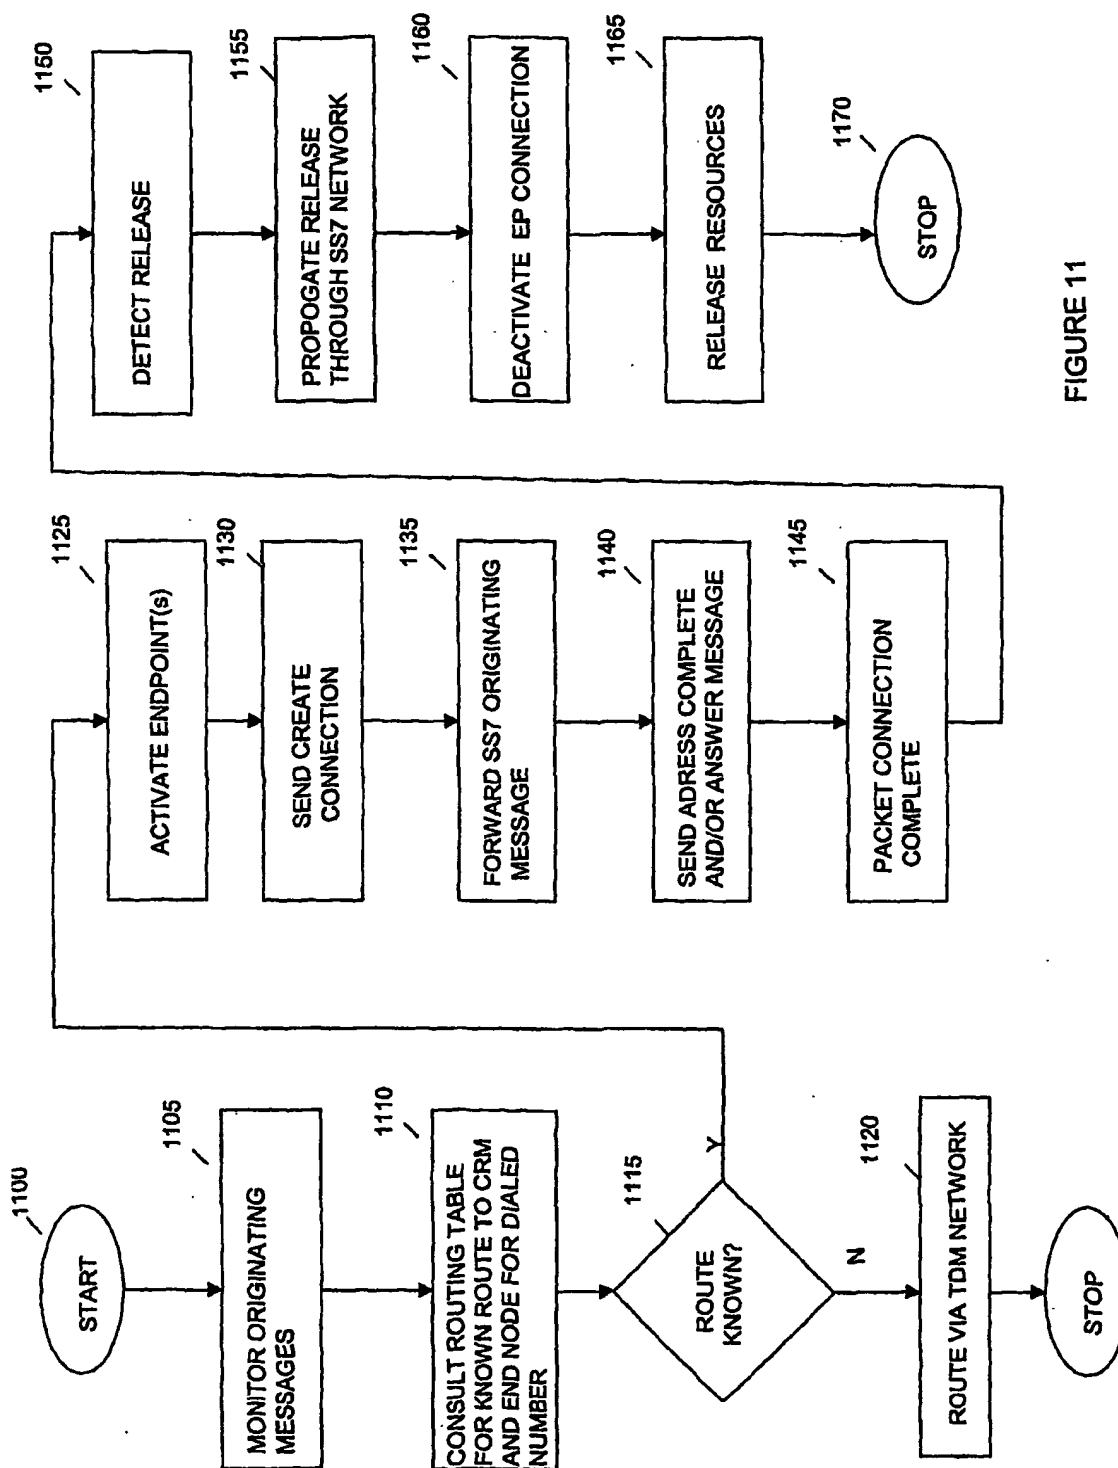 1100
START
1105
MONITOR ORIGINATING
MESSAGES
1110
CONSULT ROUTING TABLE
FOR KNOWN ROUTE TO CRM
AND END NODE FOR DIALED
NUMBER
1115
ROUTE
KNOWN?
Y
N
1120
ROUTE VIA TDM NETWORK
STOP
1125
ACTIVATE ENDPOINT(s)
1130
SEND CREATE
CONNECTION
1135
FORWARD SS7 ORIGINATING
MESSAGE
1140
SEND ADRESS COMPLETE
AND/OR ANSWER MESSAGE
1145
PACKET CONNECTION
COMPLETE
1150
DETECT RELEASE
1155
PROPOGATE RELEASE
THROUGH SS7 NETWORK
1160
DEACTIVATE EP CONNECTION
1165
RELEASE RESOURCES
1170
STOP
FIGURE 11